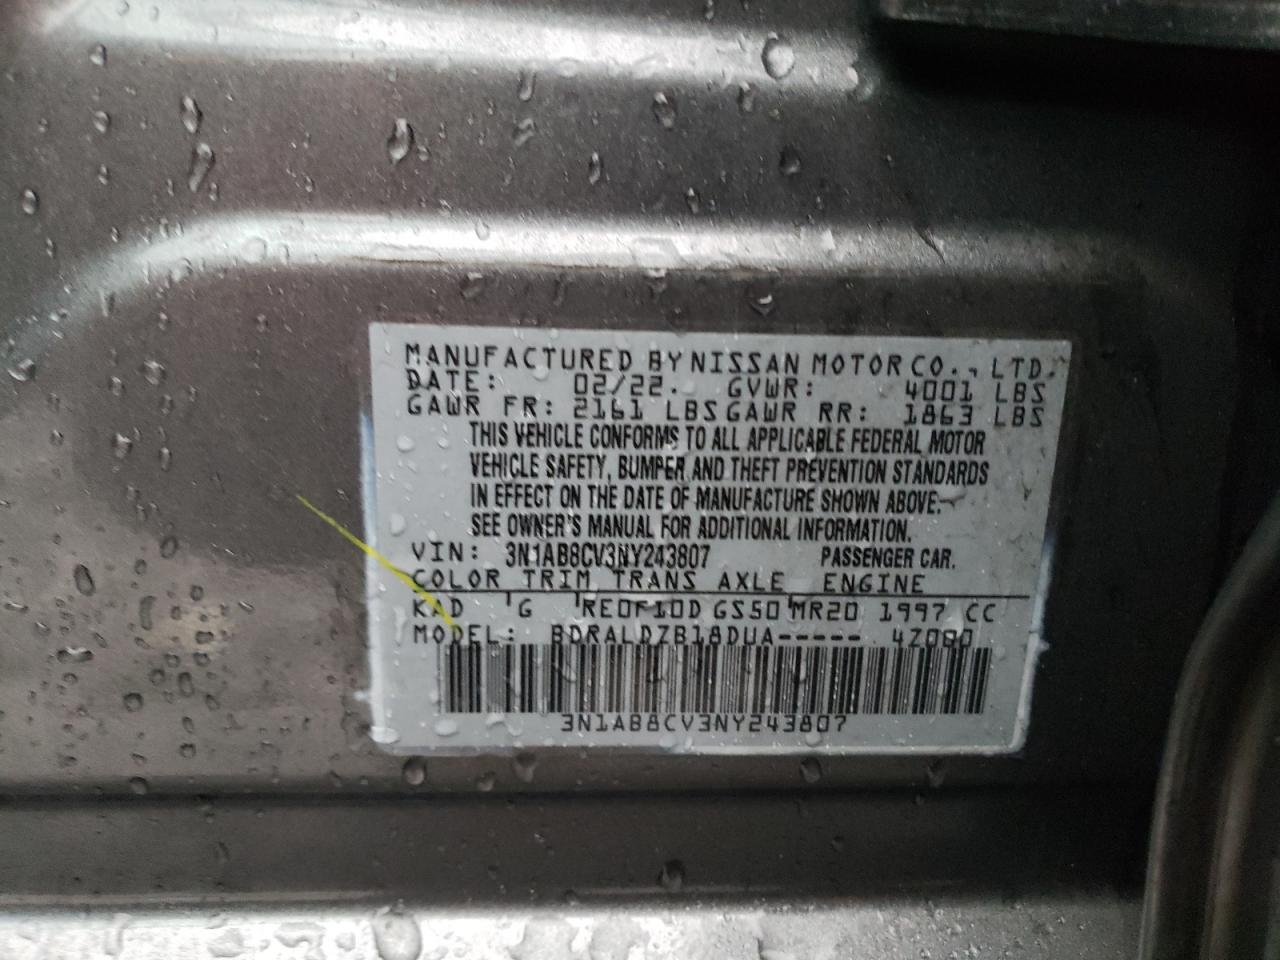 MANUFACTURED BY NISSAN MOTOR CO., LTD.
DATE: 02/22. GVWR: 4001 LBS
GAWR FR: 2161 LBS GAWR RR: 1863 LBS
THIS VEHICLE CONFORMS TO ALL APPLICABLE FEDERAL MOTOR
VEHICLE SAFETY, BUMPER AND THEFT PREVENTION STANDARDS
IN EFFECT ON THE DATE OF MANUFACTURE SHOWN ABOVE.
SEE OWNER'S MANUAL FOR ADDITIONAL INFORMATION.
VIN: 3N1AB8CV3NY243807 PASSENGER CAR.
COLOR TRIM TRANS AXLE ENGINE
KAD G RE0F10D GS50 MR20 1997 CC
MODEL: BDRALDZB18DUA----- 4Z080
3N1AB8CV3NY243807